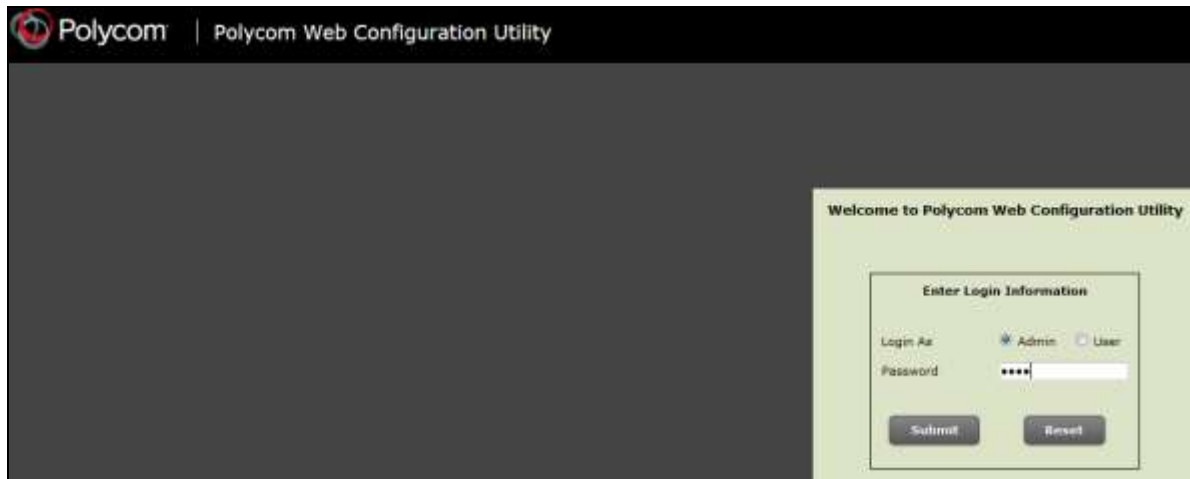 Polycom | Polycom Web Configuration Utility
Welcome to Polycom Web Configuration Utility
Enter Login Information
Login As Admin User
Password ••••
Submit Reset